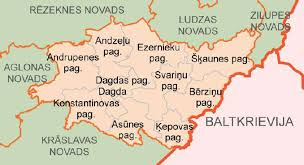 RĒZEKNES NOVADS
LUDZAS
NOVADS
ZILUPES
NOVADS
Andzeļu
pag.
Ezernieku
pag.
Andrupenes
pag.
Šķaunes pag.
AGLONAS
NOVADS
Svariņu
pag.
Dagdas pag.
Dagda
Bērziņu
pag.
Konstantinovas
pag.
Asūnes
pag.
Ķepovas
pag.
BALTKRIEVIJA
KRĀSLAVAS
NOVADS